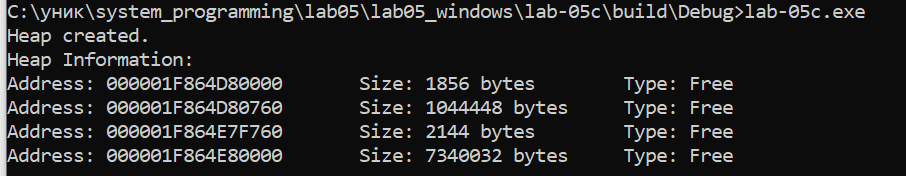 C:\уник\system_programming\lab05\lab05_windows\lab-05c\build\Debug>lab-05c.exe
Heap created.
Heap Information:
Address: 000001F864D80000 Size: 1856 bytes Type: Free
Address: 000001F864D80760 Size: 1044448 bytes Type: Free
Address: 000001F864E7F760 Size: 2144 bytes Type: Free
Address: 000001F864E80000 Size: 7340032 bytes Type: Free